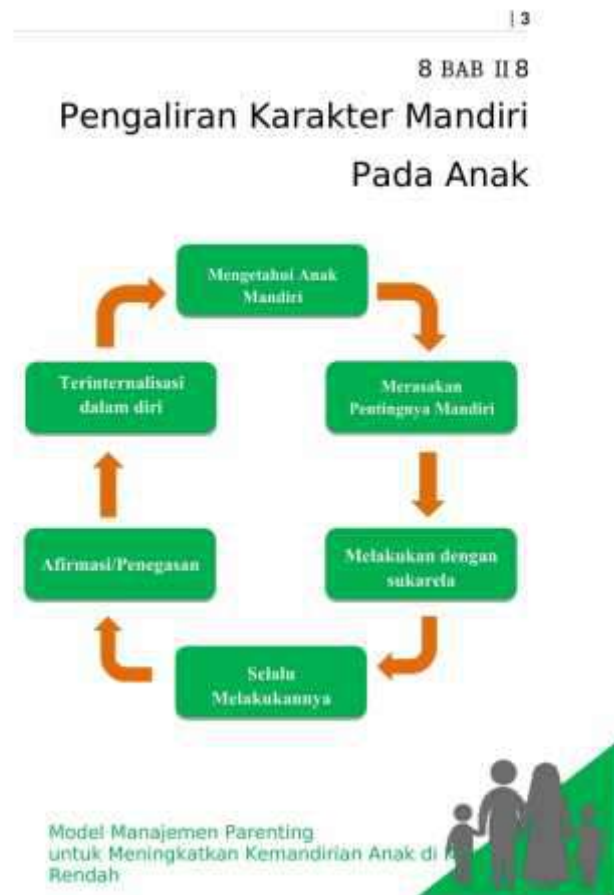 | 3
8 BAB II 8
Pengaliran Karakter Mandiri
Pada Anak
Mengetahui Anak
Mandiri
Merasakan
Pentingnya Mandiri
Melakukan dengan
sukarela
Selalu
Melakukannya
Afirmasi/Penegasan
Terinternalisasi
dalam diri
Model Manajemen Parenting
untuk Meningkatkan Kemandirian Anak di
Rendah